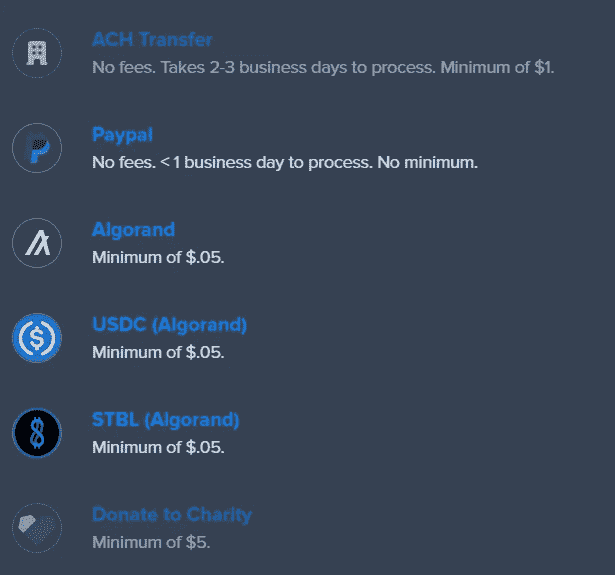 ACH Transfer
No fees. Takes 2-3 business days to process. Minimum of $1.
Paypal
No fees. < 1 business day to process. No minimum.
Algorand
Minimum of $.05.
USDC (Algorand)
Minimum of $.05.
STBL (Algorand)
Minimum of $.05.
Donate to Charity
Minimum of $5.